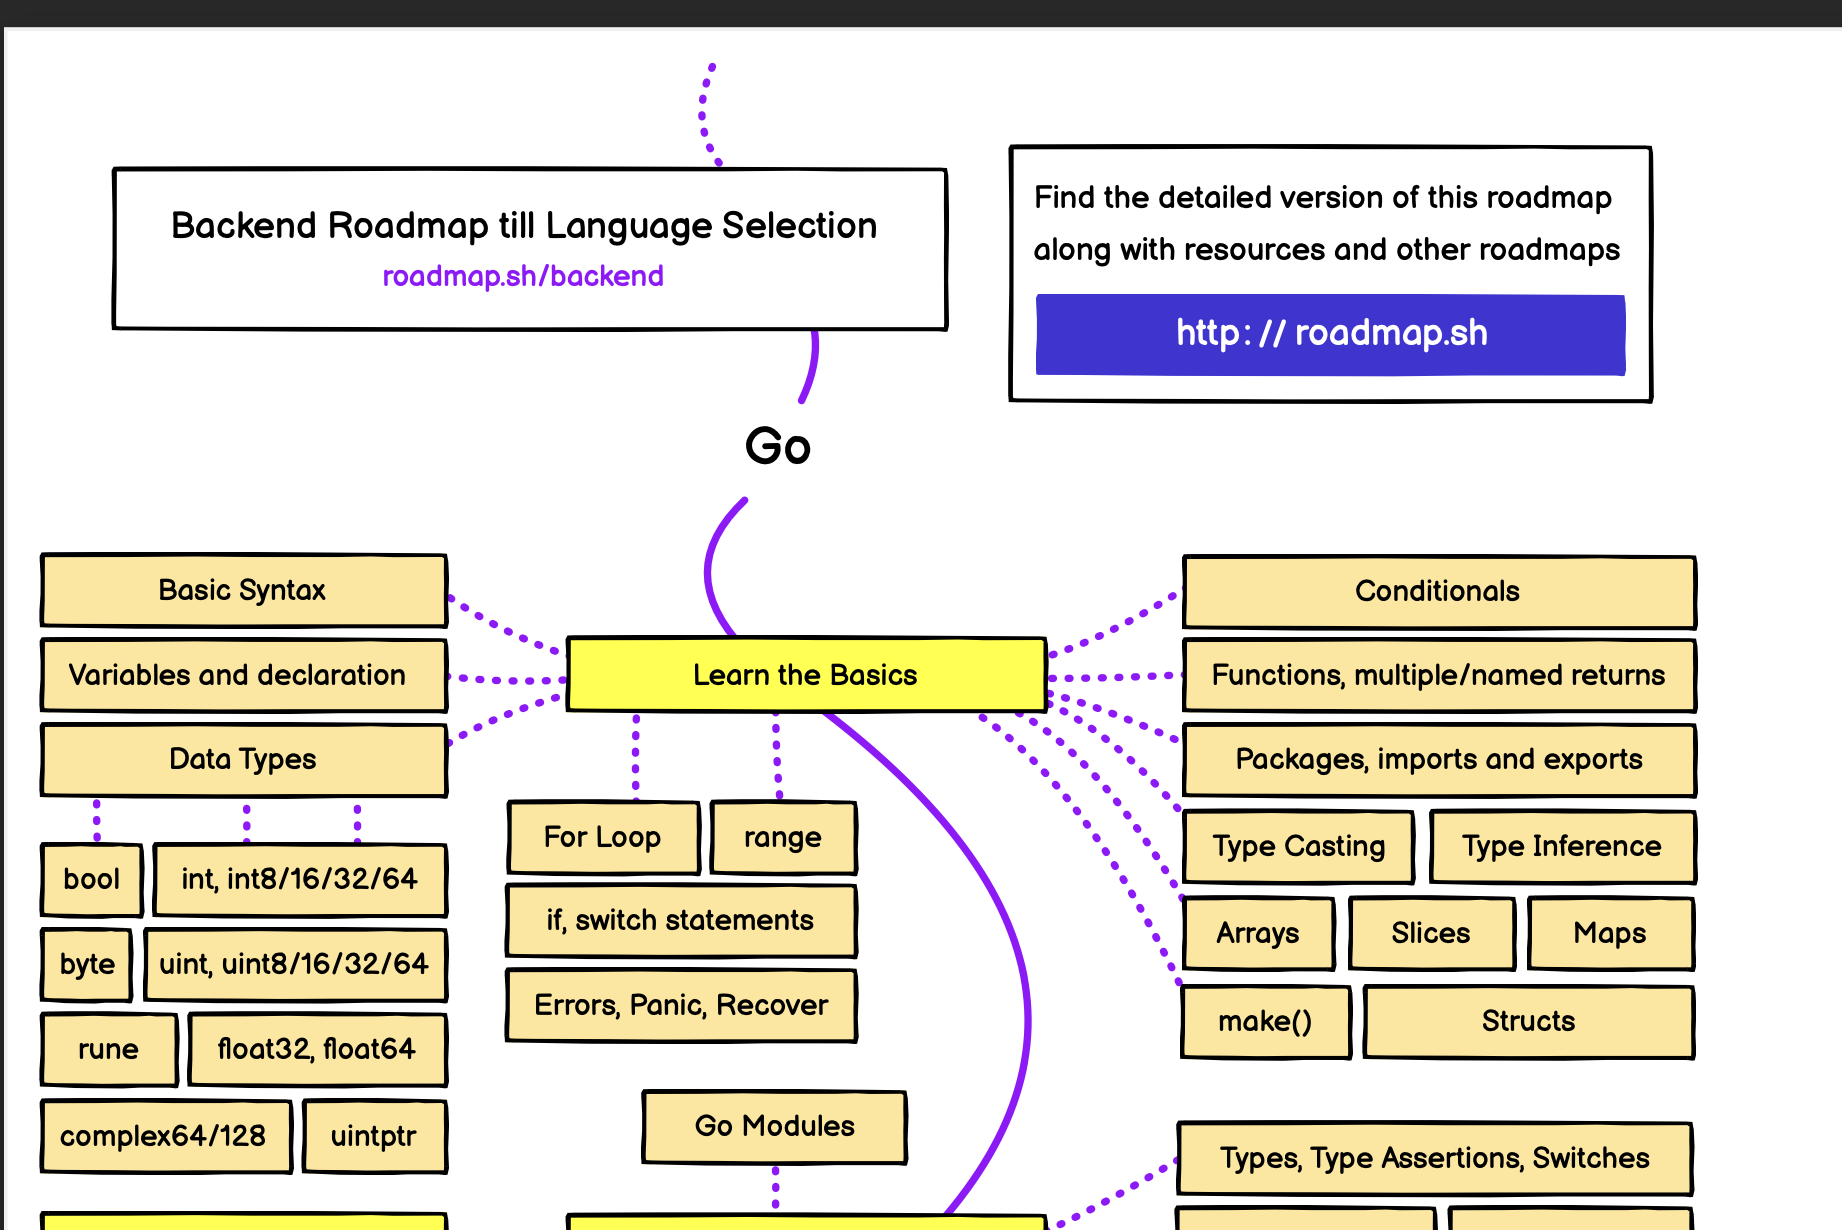 Backend Roadmap till Language Selection
roadmap.sh/backend
Find the detailed version of this roadmap
along with resources and other roadmaps
http: // roadmap.sh
Go
Basic Syntax
Variables and declaration
Data Types
bool
int, int8/16/32/64
byte
uint, uint8/16/32/64
rune
float32, float64
complex64/128
uintptr
Learn the Basics
For Loop
range
if, switch statements
Errors, Panic, Recover
Go Modules
Conditionals
Functions, multiple/named returns
Packages, imports and exports
Type Casting
Type Inference
Arrays
Slices
Maps
make()
Structs
Types, Type Assertions, Switches